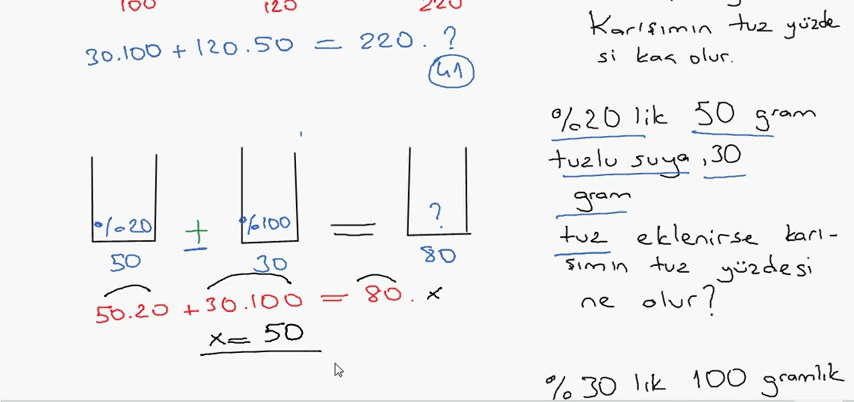 100 120 220
30.100 + 120.50 = 220. ?
41
%20 ± %100 = ?
50 30 80
50.20 + 30.100 = 80. x
x = 50
Karışımın tuz yüzde
si kaç olur.
%20 lik 50 gram
tuzlu suya, 30
gram
tuz eklenirse karı-
şımın tuz yüzdesi
ne olur?
%30 lık 100 gramlık